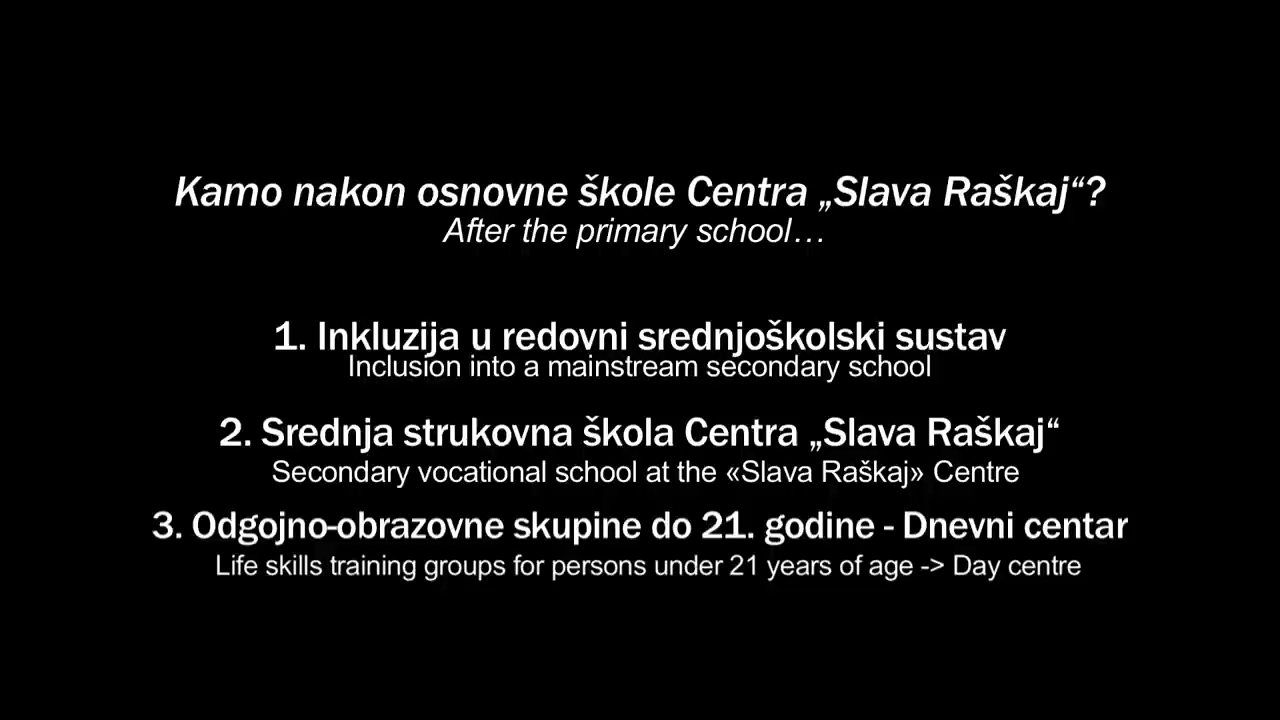 Kamo nakon osnovne škole Centra „Slava Raškaj“?
After the primary school…
1. Inkluzija u redovni srednjoškolski sustav
Inclusion into a mainstream secondary school
2. Srednja strukovna škola Centra „Slava Raškaj“
Secondary vocational school at the «Slava Raškaj» Centre
3. Odgojno-obrazovne skupine do 21. godine - Dnevni centar
Life skills training groups for persons under 21 years of age -> Day centre